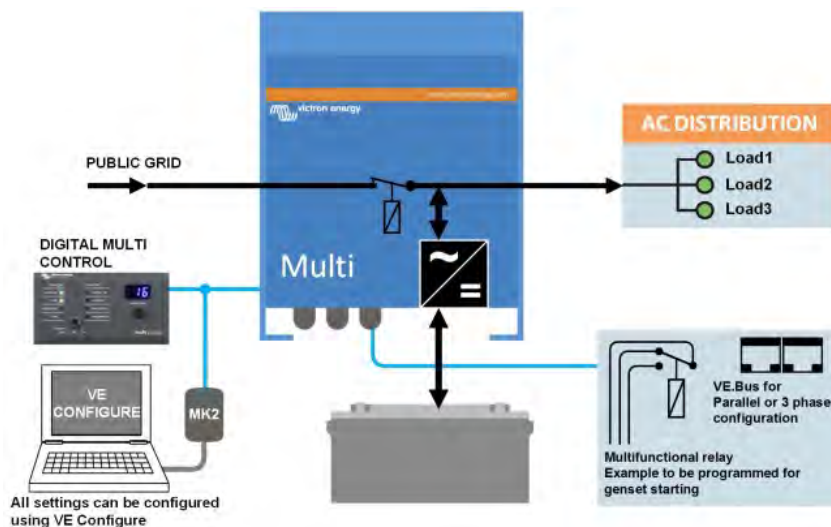 victron energy
AC DISTRIBUTION
PUBLIC GRID
Load1
Load2
Load3
DIGITAL MULTI
CONTROL
16
Multi
VE
CONFIGURE
MK2
VE.Bus for
Parallel or 3 phase
configuration
Multifunctional relay
Example to be programmed for
genset starting
All settings can be configured
using VE Configure